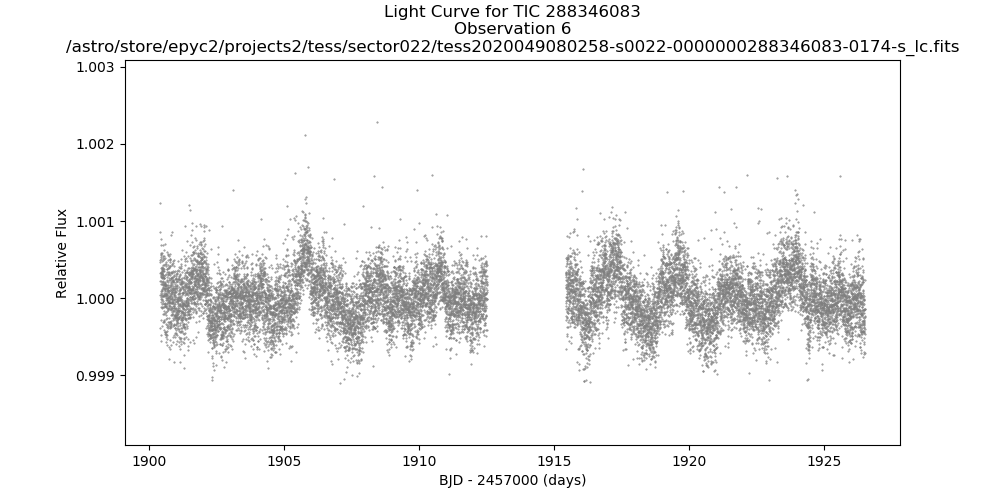 Light Curve for TIC 288346083
Observation 6
/astro/store/epyc2/projects2/tess/sector022/tess2020049080258-s0022-0000000288346083-0174-s_lc.fits
1.003
1.002
1.001
1.000
0.999
Relative Flux
1900 1905 1910 1915 1920 1925
BJD - 2457000 (days)